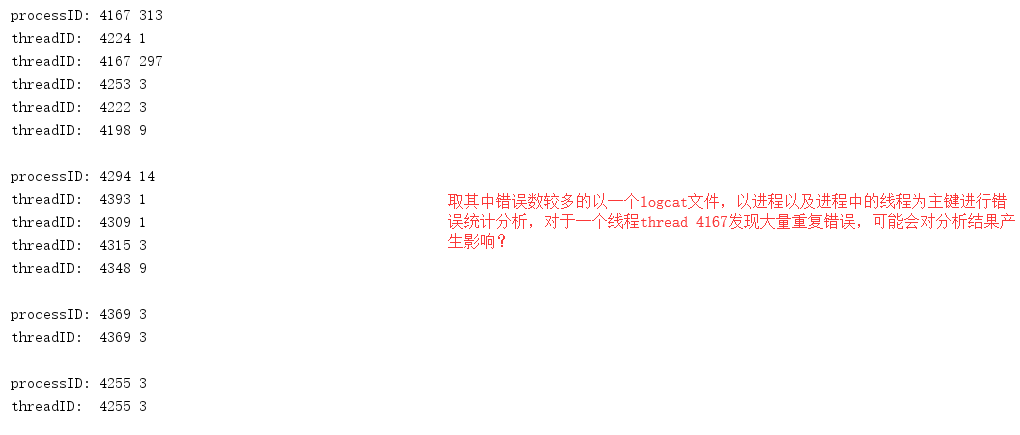 processID: 4167 313
threadID:  4224 1
threadID:  4167 297
threadID:  4253 3
threadID:  4222 3
threadID:  4198 9
processID: 4294 14
threadID:  4393 1
threadID:  4309 1
threadID:  4315 3
threadID:  4348 9
processID: 4369 3
threadID:  4369 3
processID: 4255 3
threadID:  4255 3
取其中错误数较多的以一个logcat文件，以进程以及进程中的线程为主键进行错
误统计分析，对于一个线程thread 4167发现大量重复错误，可能会对分析结果产
生影响？